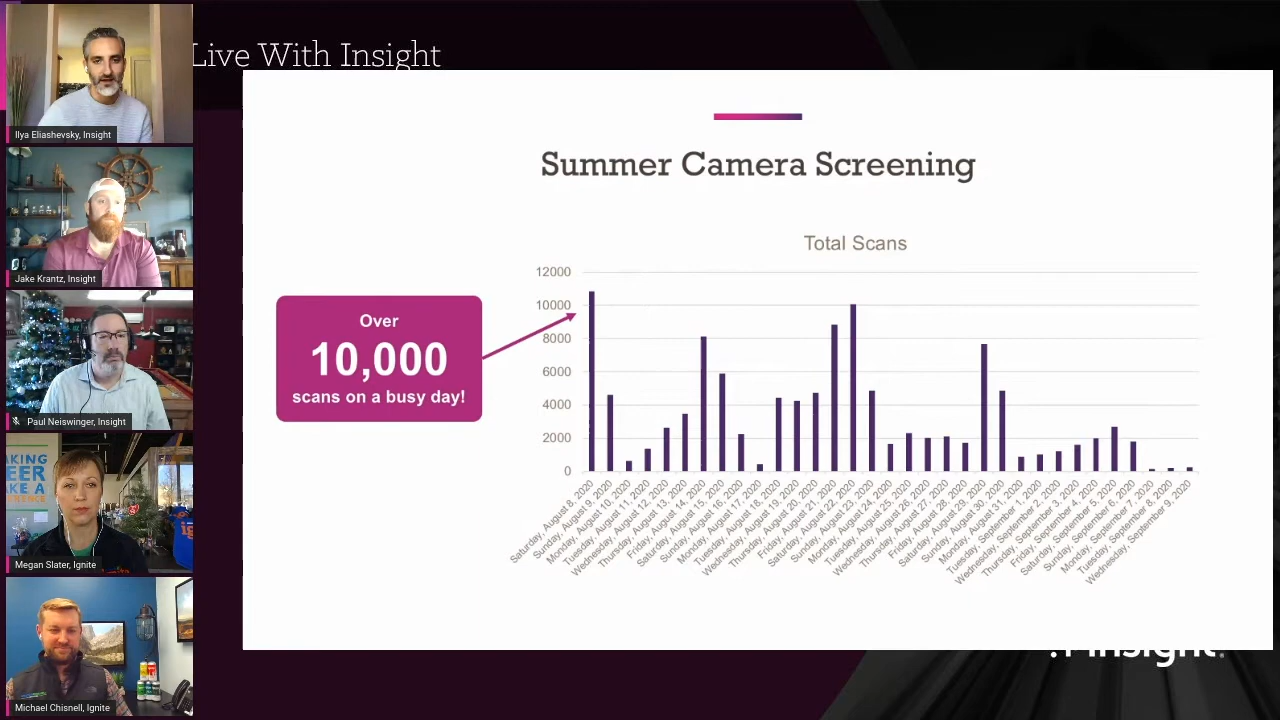 Live With Insight
Ilya Eliashevsky, Insight
Jake Krantz, Insight
Paul Neiswinger, Insight
AKING
EER
AKE A
Megan Slater, Ignite
Michael Chisnell, Ignite
Summer Camera Screening
Over
10,000
scans on a busy day!
Total Scans
12000
10000
8000
6000
4000
2000
0
Saturday, August 8, 2020
Sunday, August 9, 2020
Monday, August 10, 2020
Tuesday, August 11, 2020
Wednesday, August 12, 2020
Thursday, August 13, 2020
Friday, August 14, 2020
Saturday, August 15, 2020
Sunday, August 16, 2020
Monday, August 17, 2020
Tuesday, August 18, 2020
Wednesday, August 19, 2020
Thursday, August 20, 2020
Friday, August 21, 2020
Saturday, August 22, 2020
Sunday, August 23, 2020
Monday, August 24, 2020
Tuesday, August 25, 2020
Wednesday, August 26, 2020
Thursday, August 27, 2020
Friday, August 28, 2020
Saturday, August 29, 2020
Sunday, August 30, 2020
Monday, August 31, 2020
Tuesday, September 1, 2020
Wednesday, September 2, 2020
Thursday, September 3, 2020
Friday, September 4, 2020
Saturday, September 5, 2020
Sunday, September 6, 2020
Monday, September 7, 2020
Tuesday, September 8, 2020
Wednesday, September 9, 2020
Insight